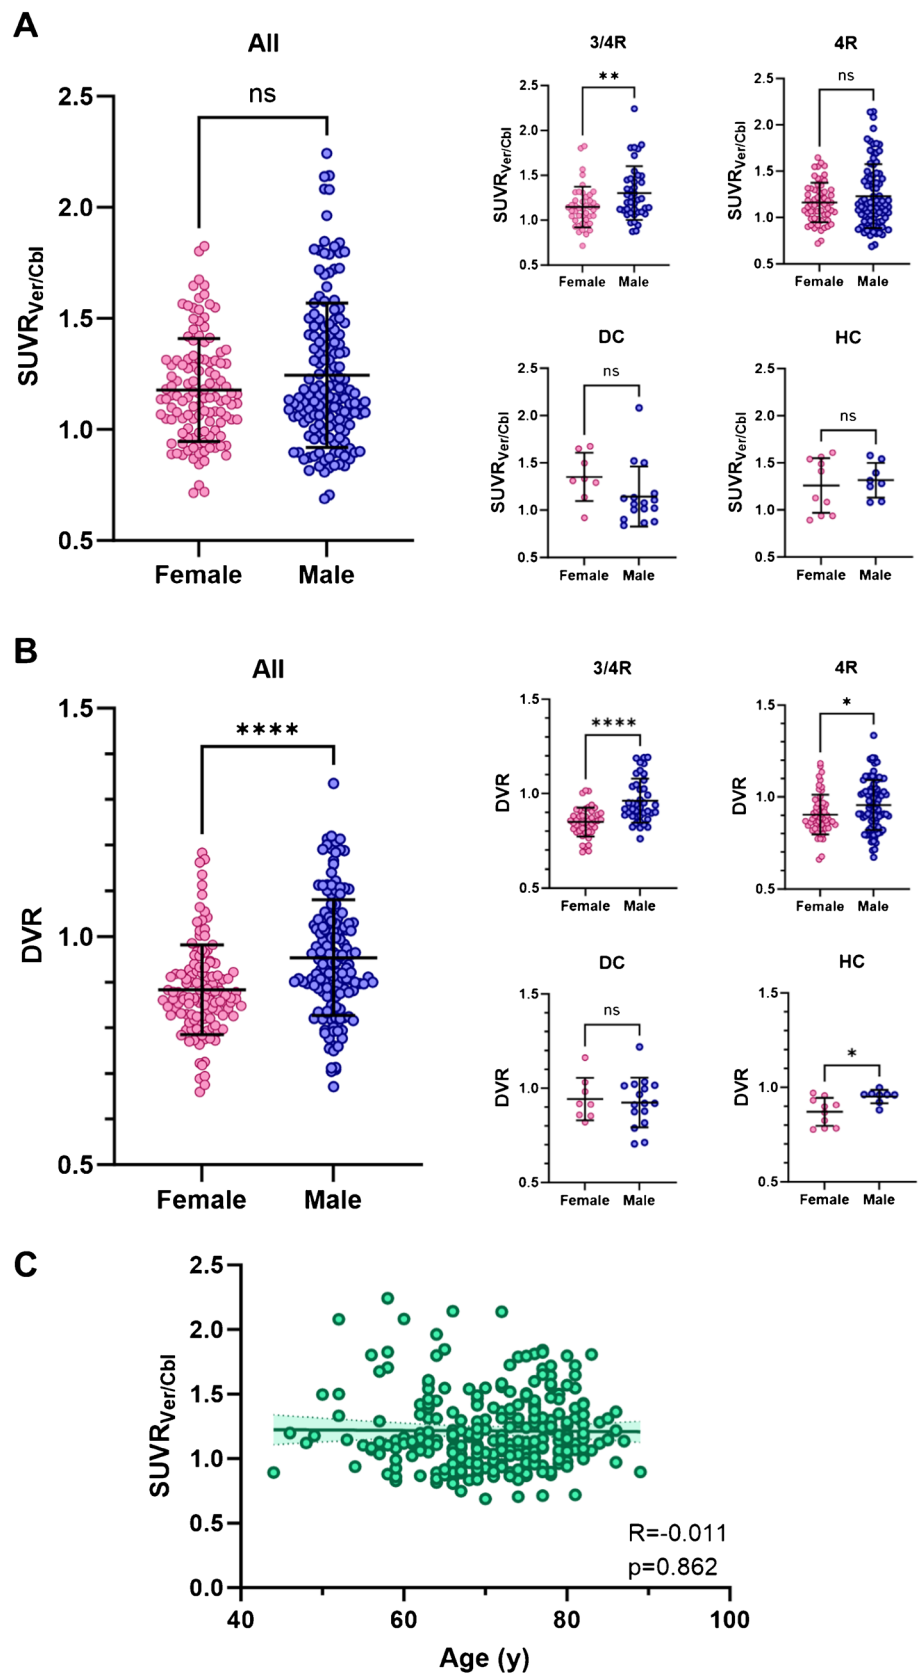 A
All
ns
SUVRVer/Cbl
2.5
2.0
1.5
1.0
0.5
Female Male
3/4R
**
SUVRVer/Cbl
2.5
2.0
1.5
1.0
0.5
Female Male
4R
ns
SUVRVer/Cbl
2.5
2.0
1.5
1.0
0.5
Female Male
DC
ns
SUVRVer/Cbl
2.5
2.0
1.5
1.0
0.5
Female Male
HC
ns
SUVRVer/Cbl
2.5
2.0
1.5
1.0
0.5
Female Male
B
All
****
DVR
1.5
1.0
0.5
Female Male
3/4R
****
DVR
1.5
1.0
0.5
Female Male
4R
*
DVR
1.5
1.0
0.5
Female Male
DC
ns
DVR
1.5
1.0
0.5
Female Male
HC
*
DVR
1.5
1.0
0.5
Female Male
C
SUVRVer/Cbl
2.5
2.0
1.5
1.0
0.5
0.0
R=-0.011
p=0.862
40 60 80 100
Age (y)